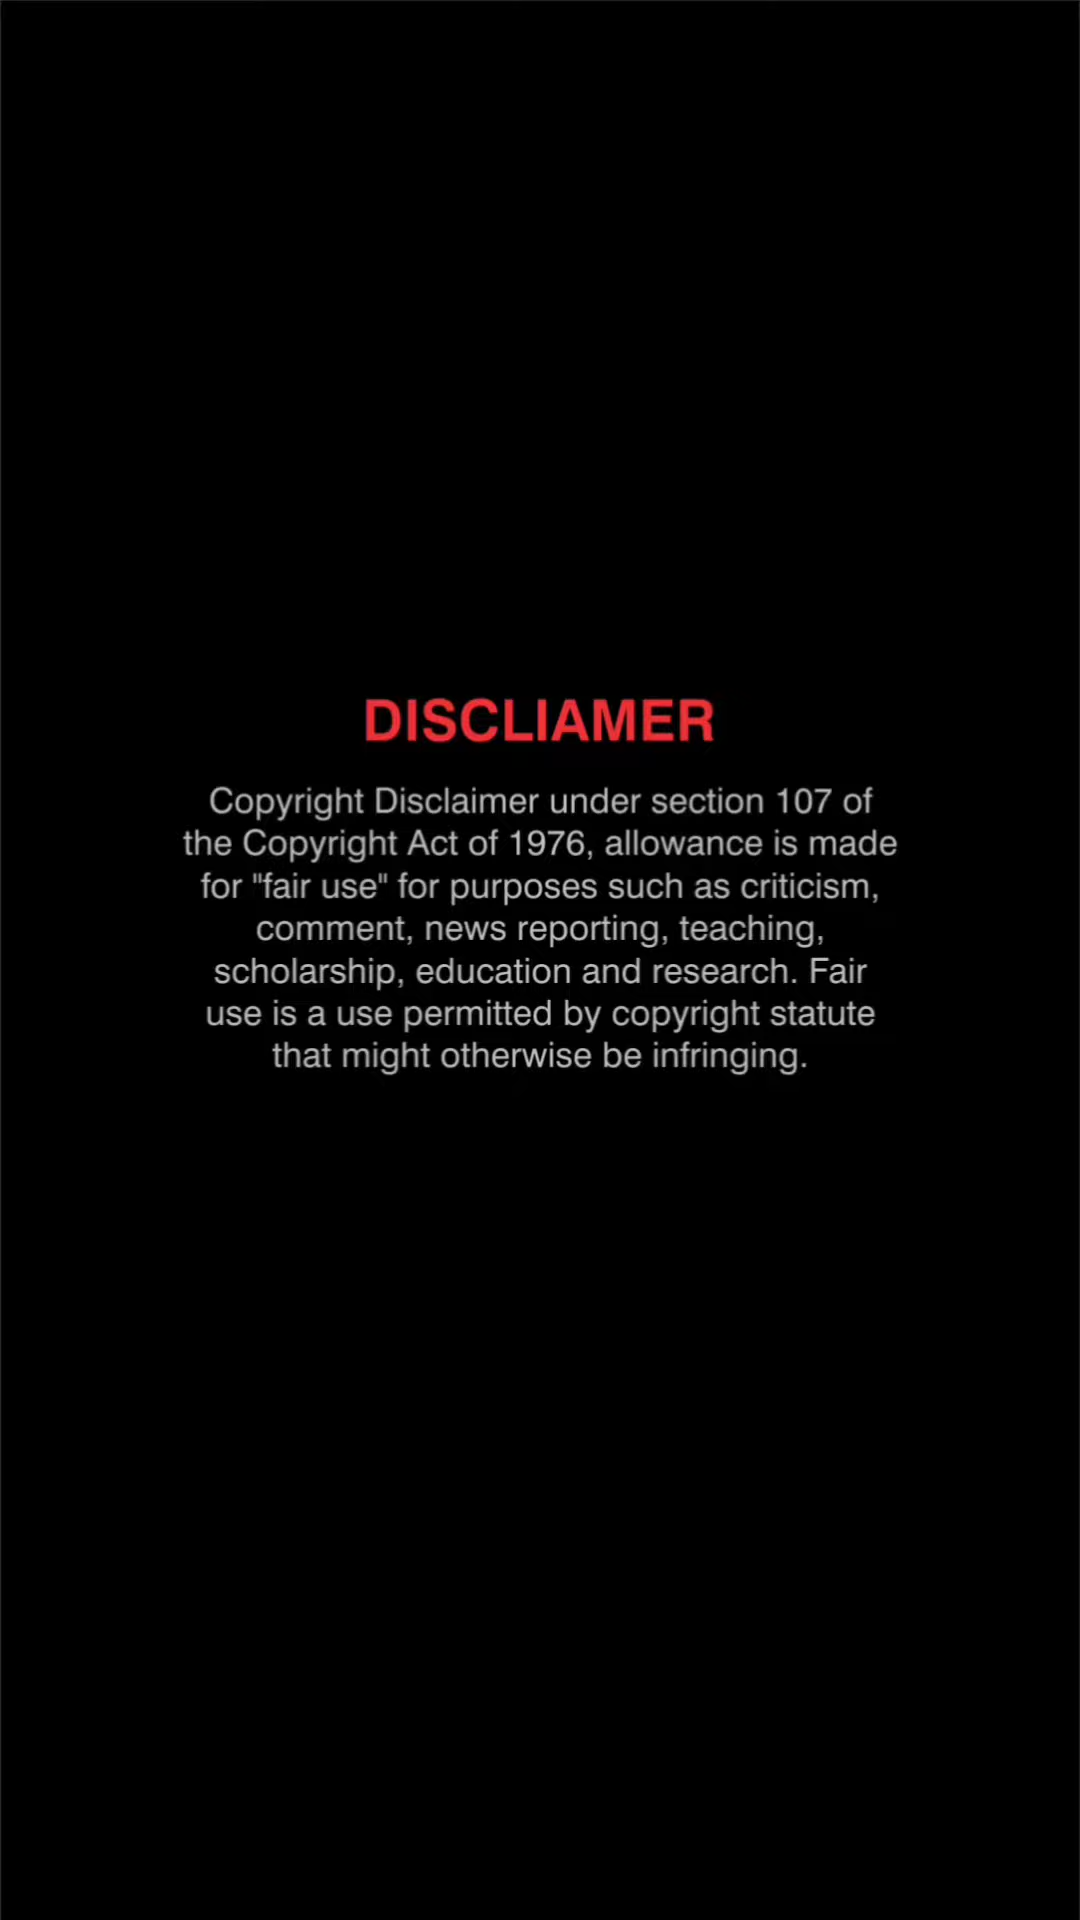 DISCLIAMER
Copyright Disclaimer under section 107 of
the Copyright Act of 1976, allowance is made
for "fair use" for purposes such as criticism,
comment, news reporting, teaching,
scholarship, education and research. Fair
use is a use permitted by copyright statute
that might otherwise be infringing.